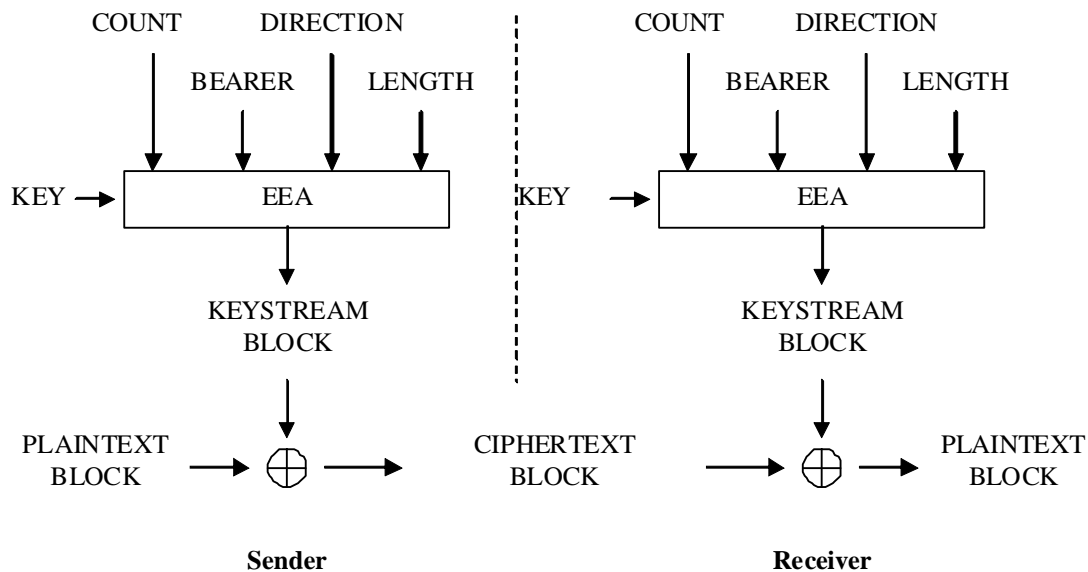 COUNT DIRECTION COUNT DIRECTION
BEARER LENGTH BEARER LENGTH
KEY EEA KEY EEA
KEYSTREAM KEYSTREAM
BLOCK BLOCK
PLAINTEXT CIPHERTEXT PLAINTEXT
BLOCK BLOCK BLOCK
Sender Receiver